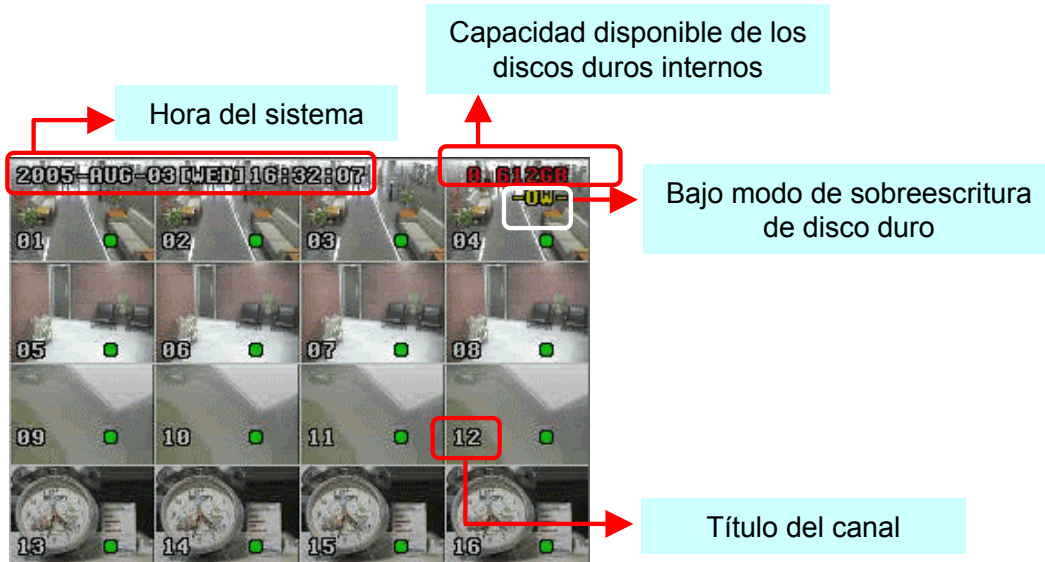 Capacidad disponible de los
discos duros internos
Hora del sistema
2005-AUG-03[WED]16:32:07
0.612GB
-OW-
Bajo modo de sobreescritura
de disco duro
01 02 03 04
05 06 07 08
09 10 11 12
13 14 15 16
Título del canal